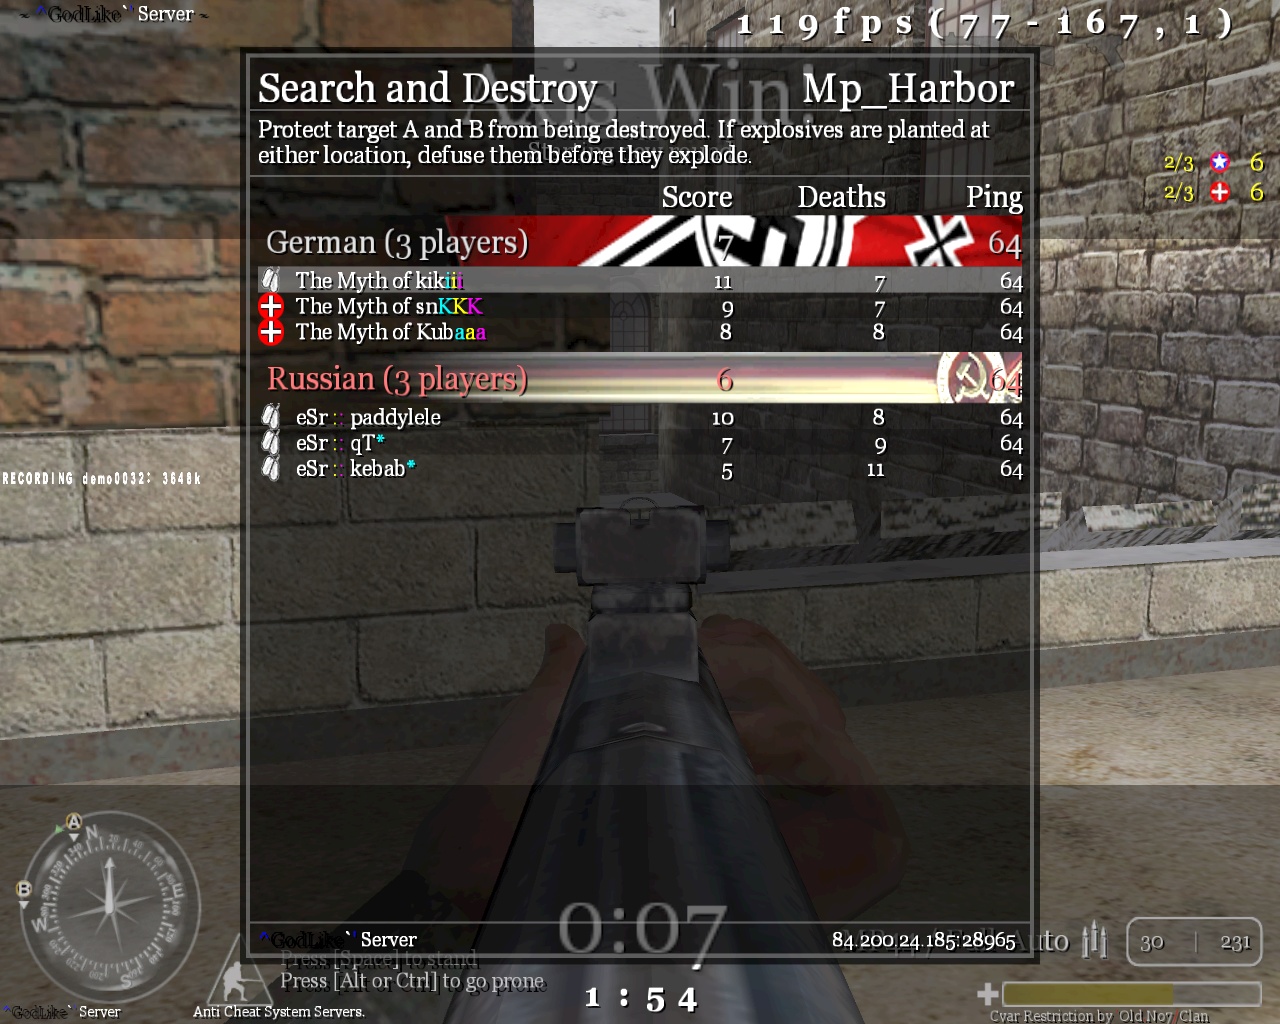 ~ ^GodLike` Server ~
119fps(77-167,1)
Axis Win!
Search and Destroy Mp_Harbor
Protect target A and B from being destroyed. If explosives are planted at
either location, defuse them before they explode.
2/3 6
2/3 6
Score Deaths Ping
German (3 players) 7 64
The Myth of kikiii 11 7 64
The Myth of snKKK 9 7 64
The Myth of Kubaaa 8 8 64
Russian (3 players) 6 64
eSr :: paddylele 10 8 64
eSr :: qT* 7 9 64
eSr :: kebab* 5 11 64
RECORDING demo0032: 3648k
A
N
B
W
E
S
0:07
^GodLike` Server 84.200.24.185:28965
Auto 30 | 231
Press [Space] to stand
Press [Alt or Ctrl] to go prone
1:54
^GodLike` Server Anti Cheat System Servers.
Cvar Restriction by Old Noy Clan